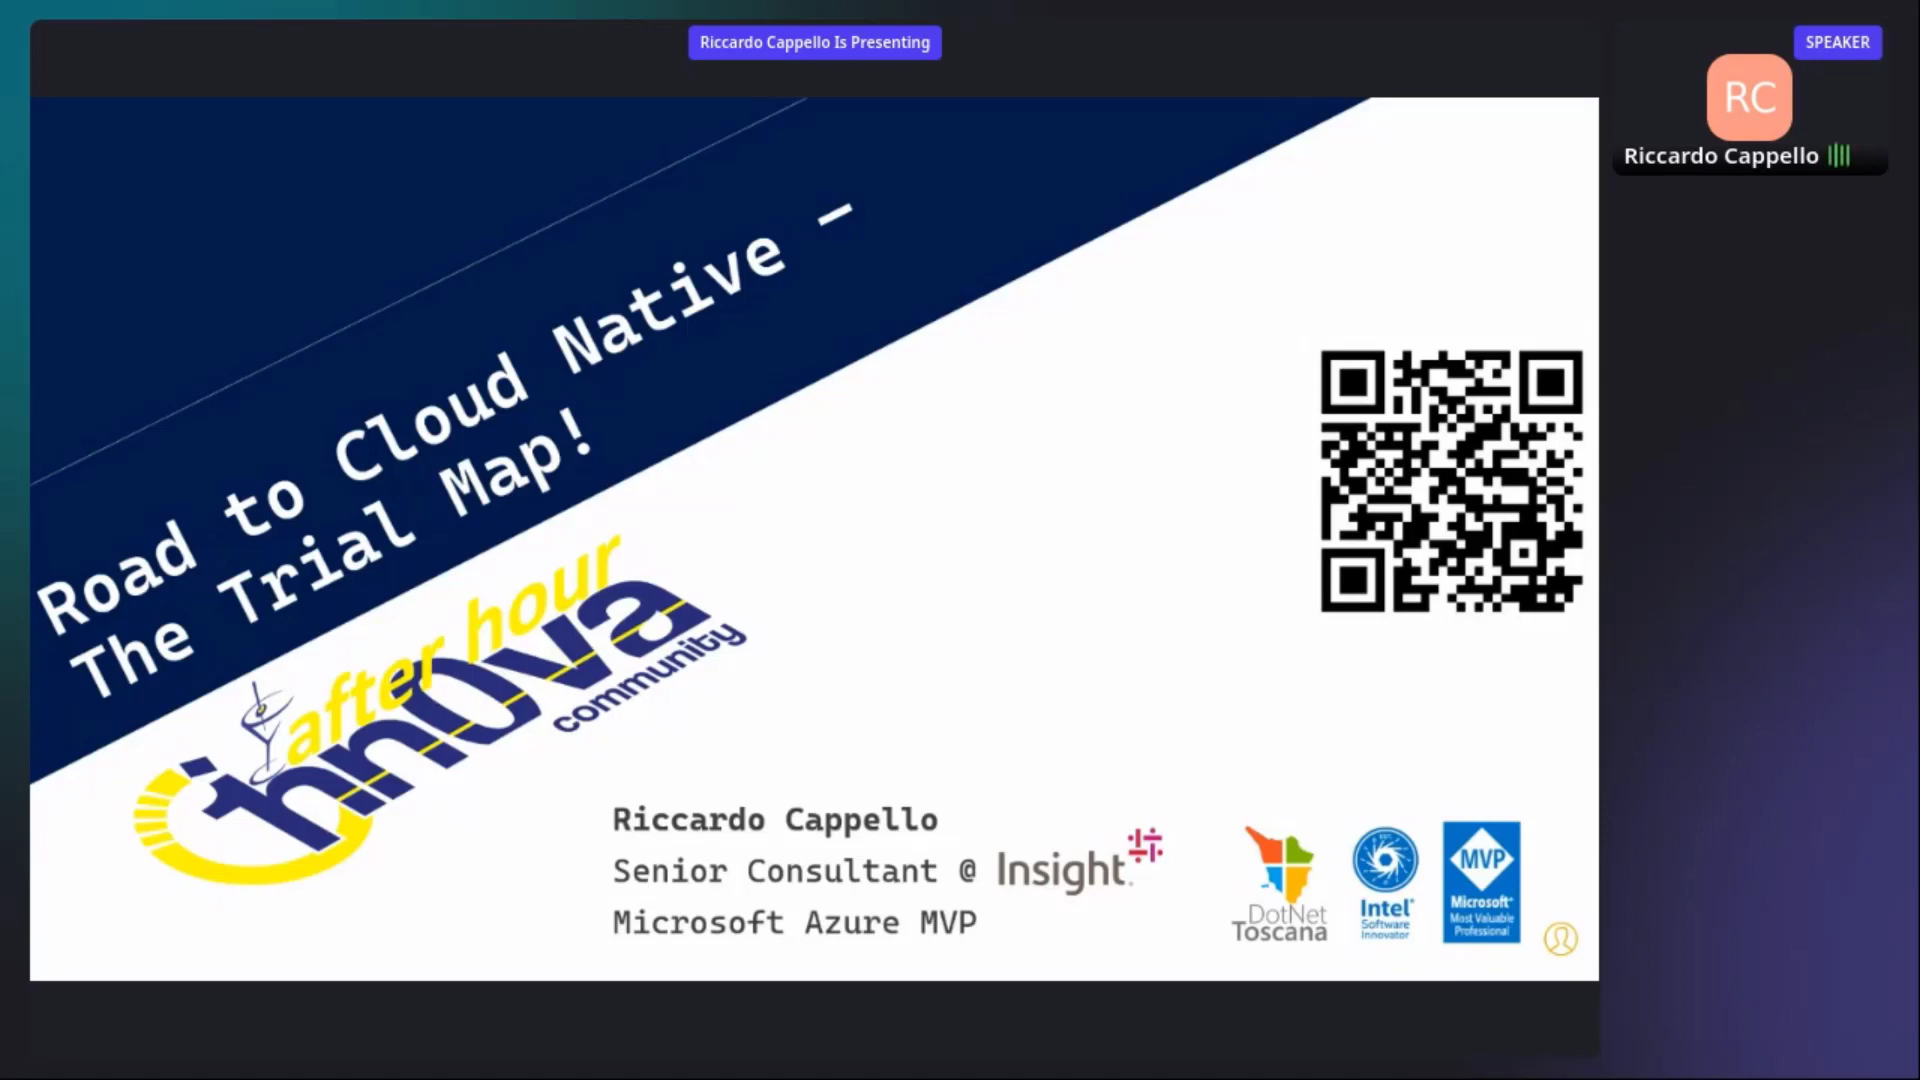 Riccardo Cappello Is Presenting
SPEAKER
RC
Riccardo Cappello
Road to Cloud Native –
The Trial Map!
after hour
innova
community
Riccardo Cappello
Senior Consultant @ Insight.
Microsoft Azure MVP
DotNet
Toscana
Intel®
Software
Innovator
MVP
Microsoft®
Most Valuable
Professional